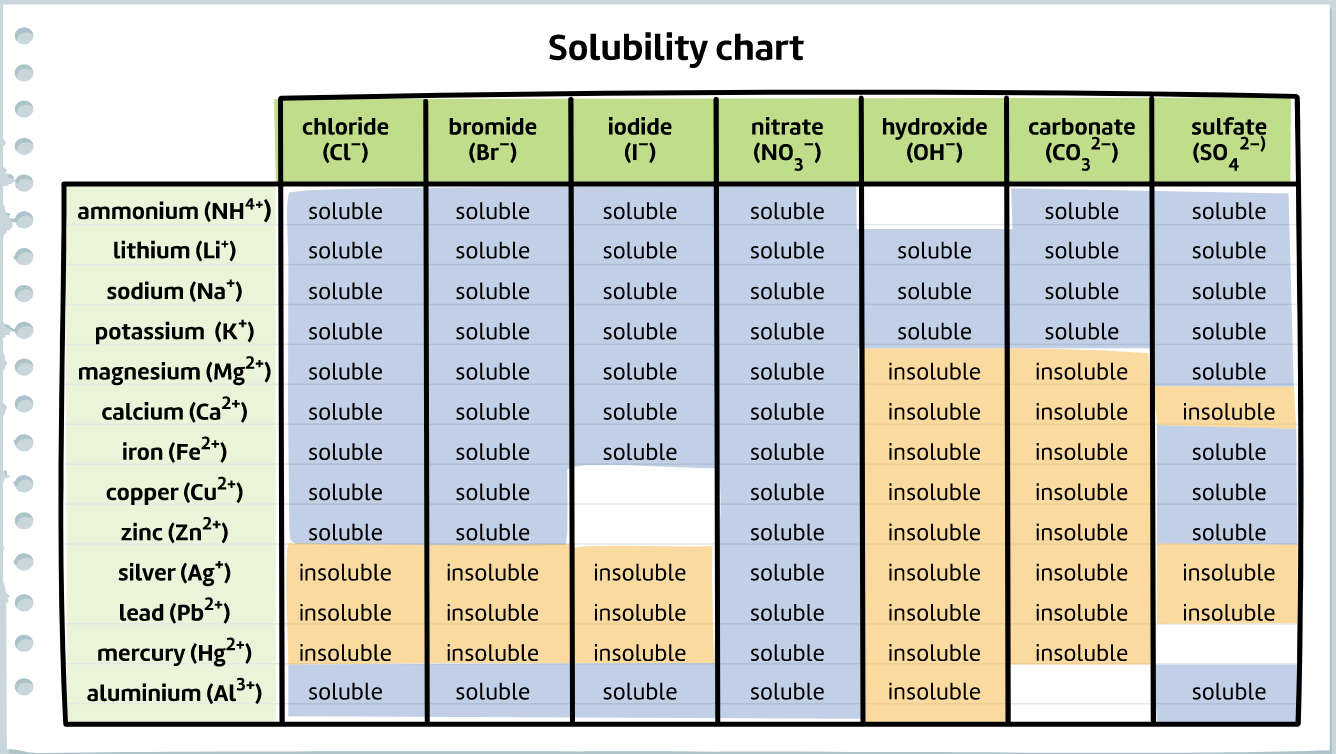 Solubility chart
chloride bromide iodide nitrate hydroxide carbonate sulfate
(Cl⁻) (Br⁻) (I⁻) (NO₃⁻) (OH⁻) (CO₃²⁻) (SO₄²⁻⁾
ammonium (NH⁴⁺) soluble soluble soluble soluble soluble soluble
lithium (Li⁺) soluble soluble soluble soluble soluble soluble soluble
sodium (Na⁺) soluble soluble soluble soluble soluble soluble soluble
potassium (K⁺) soluble soluble soluble soluble soluble soluble soluble
magnesium (Mg²⁺) soluble soluble soluble soluble insoluble insoluble soluble
calcium (Ca²⁺) soluble soluble soluble soluble insoluble insoluble insoluble
iron (Fe²⁺) soluble soluble soluble soluble insoluble insoluble soluble
copper (Cu²⁺) soluble soluble soluble insoluble insoluble soluble
zinc (Zn²⁺) soluble soluble soluble insoluble insoluble soluble
silver (Ag⁺) insoluble insoluble insoluble soluble insoluble insoluble insoluble
lead (Pb²⁺) insoluble insoluble insoluble soluble insoluble insoluble insoluble
mercury (Hg²⁺) insoluble insoluble insoluble soluble insoluble insoluble
aluminium (Al³⁺) soluble soluble soluble soluble insoluble soluble